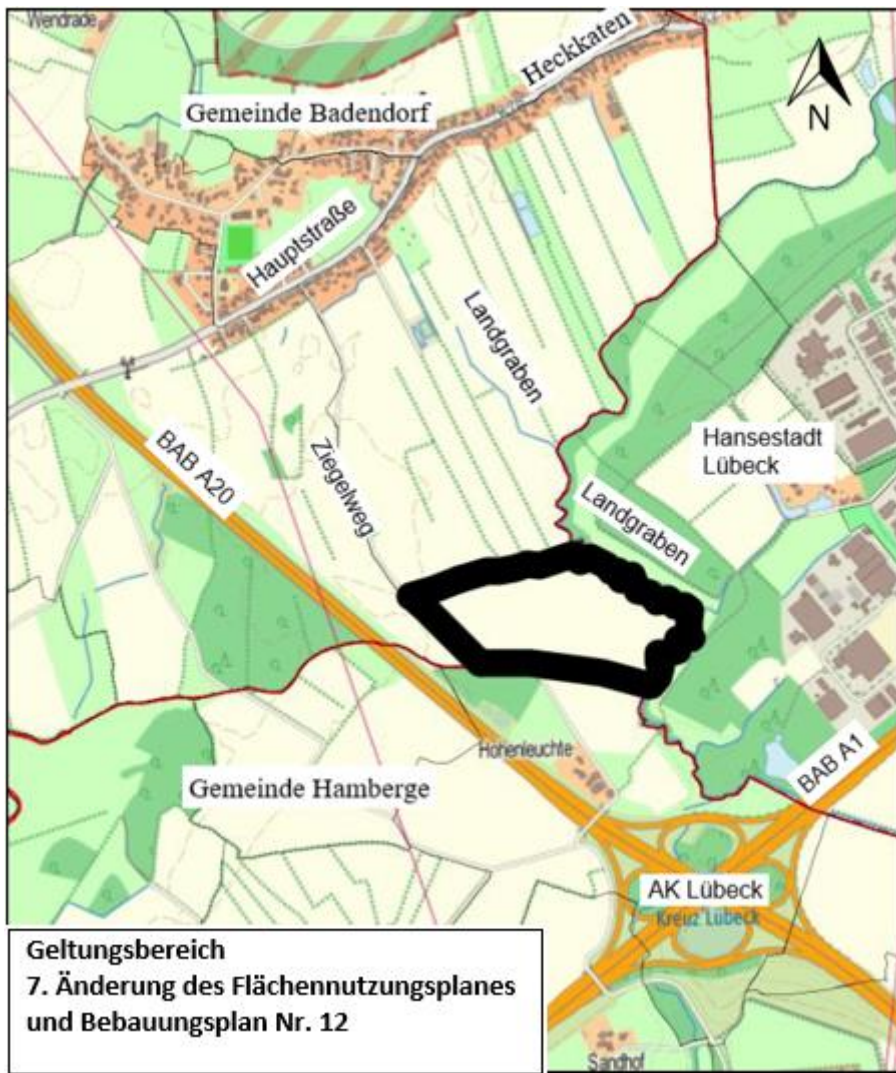 Wendrade
Heckkaten
Gemeinde Badendorf
N
Hauptstraße
Landgraben
Hansestadt
Lübeck
BAB A20
Ziegelweg
Landgraben
Hohenleuchte
BAB A1
Gemeinde Hamberge
AK Lübeck
Kreuz Lübeck
Geltungsbereich
7. Änderung des Flächennutzungsplanes
und Bebauungsplan Nr. 12
Sandhof